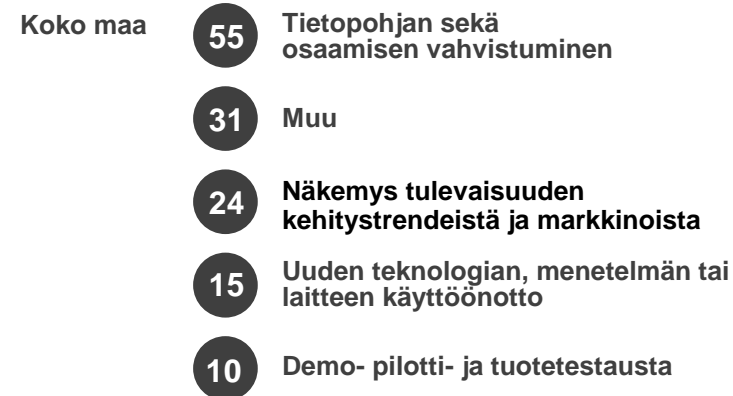 Koko maa
55
Tietopohjan sekä
osaamisen vahvistuminen
31
Muu
24
Näkemys tulevaisuuden
kehitystrendeistä ja markkinoista
15
Uuden teknologian, menetelmän tai
laitteen käyttöönotto
10
Demo- pilotti- ja tuotetestausta